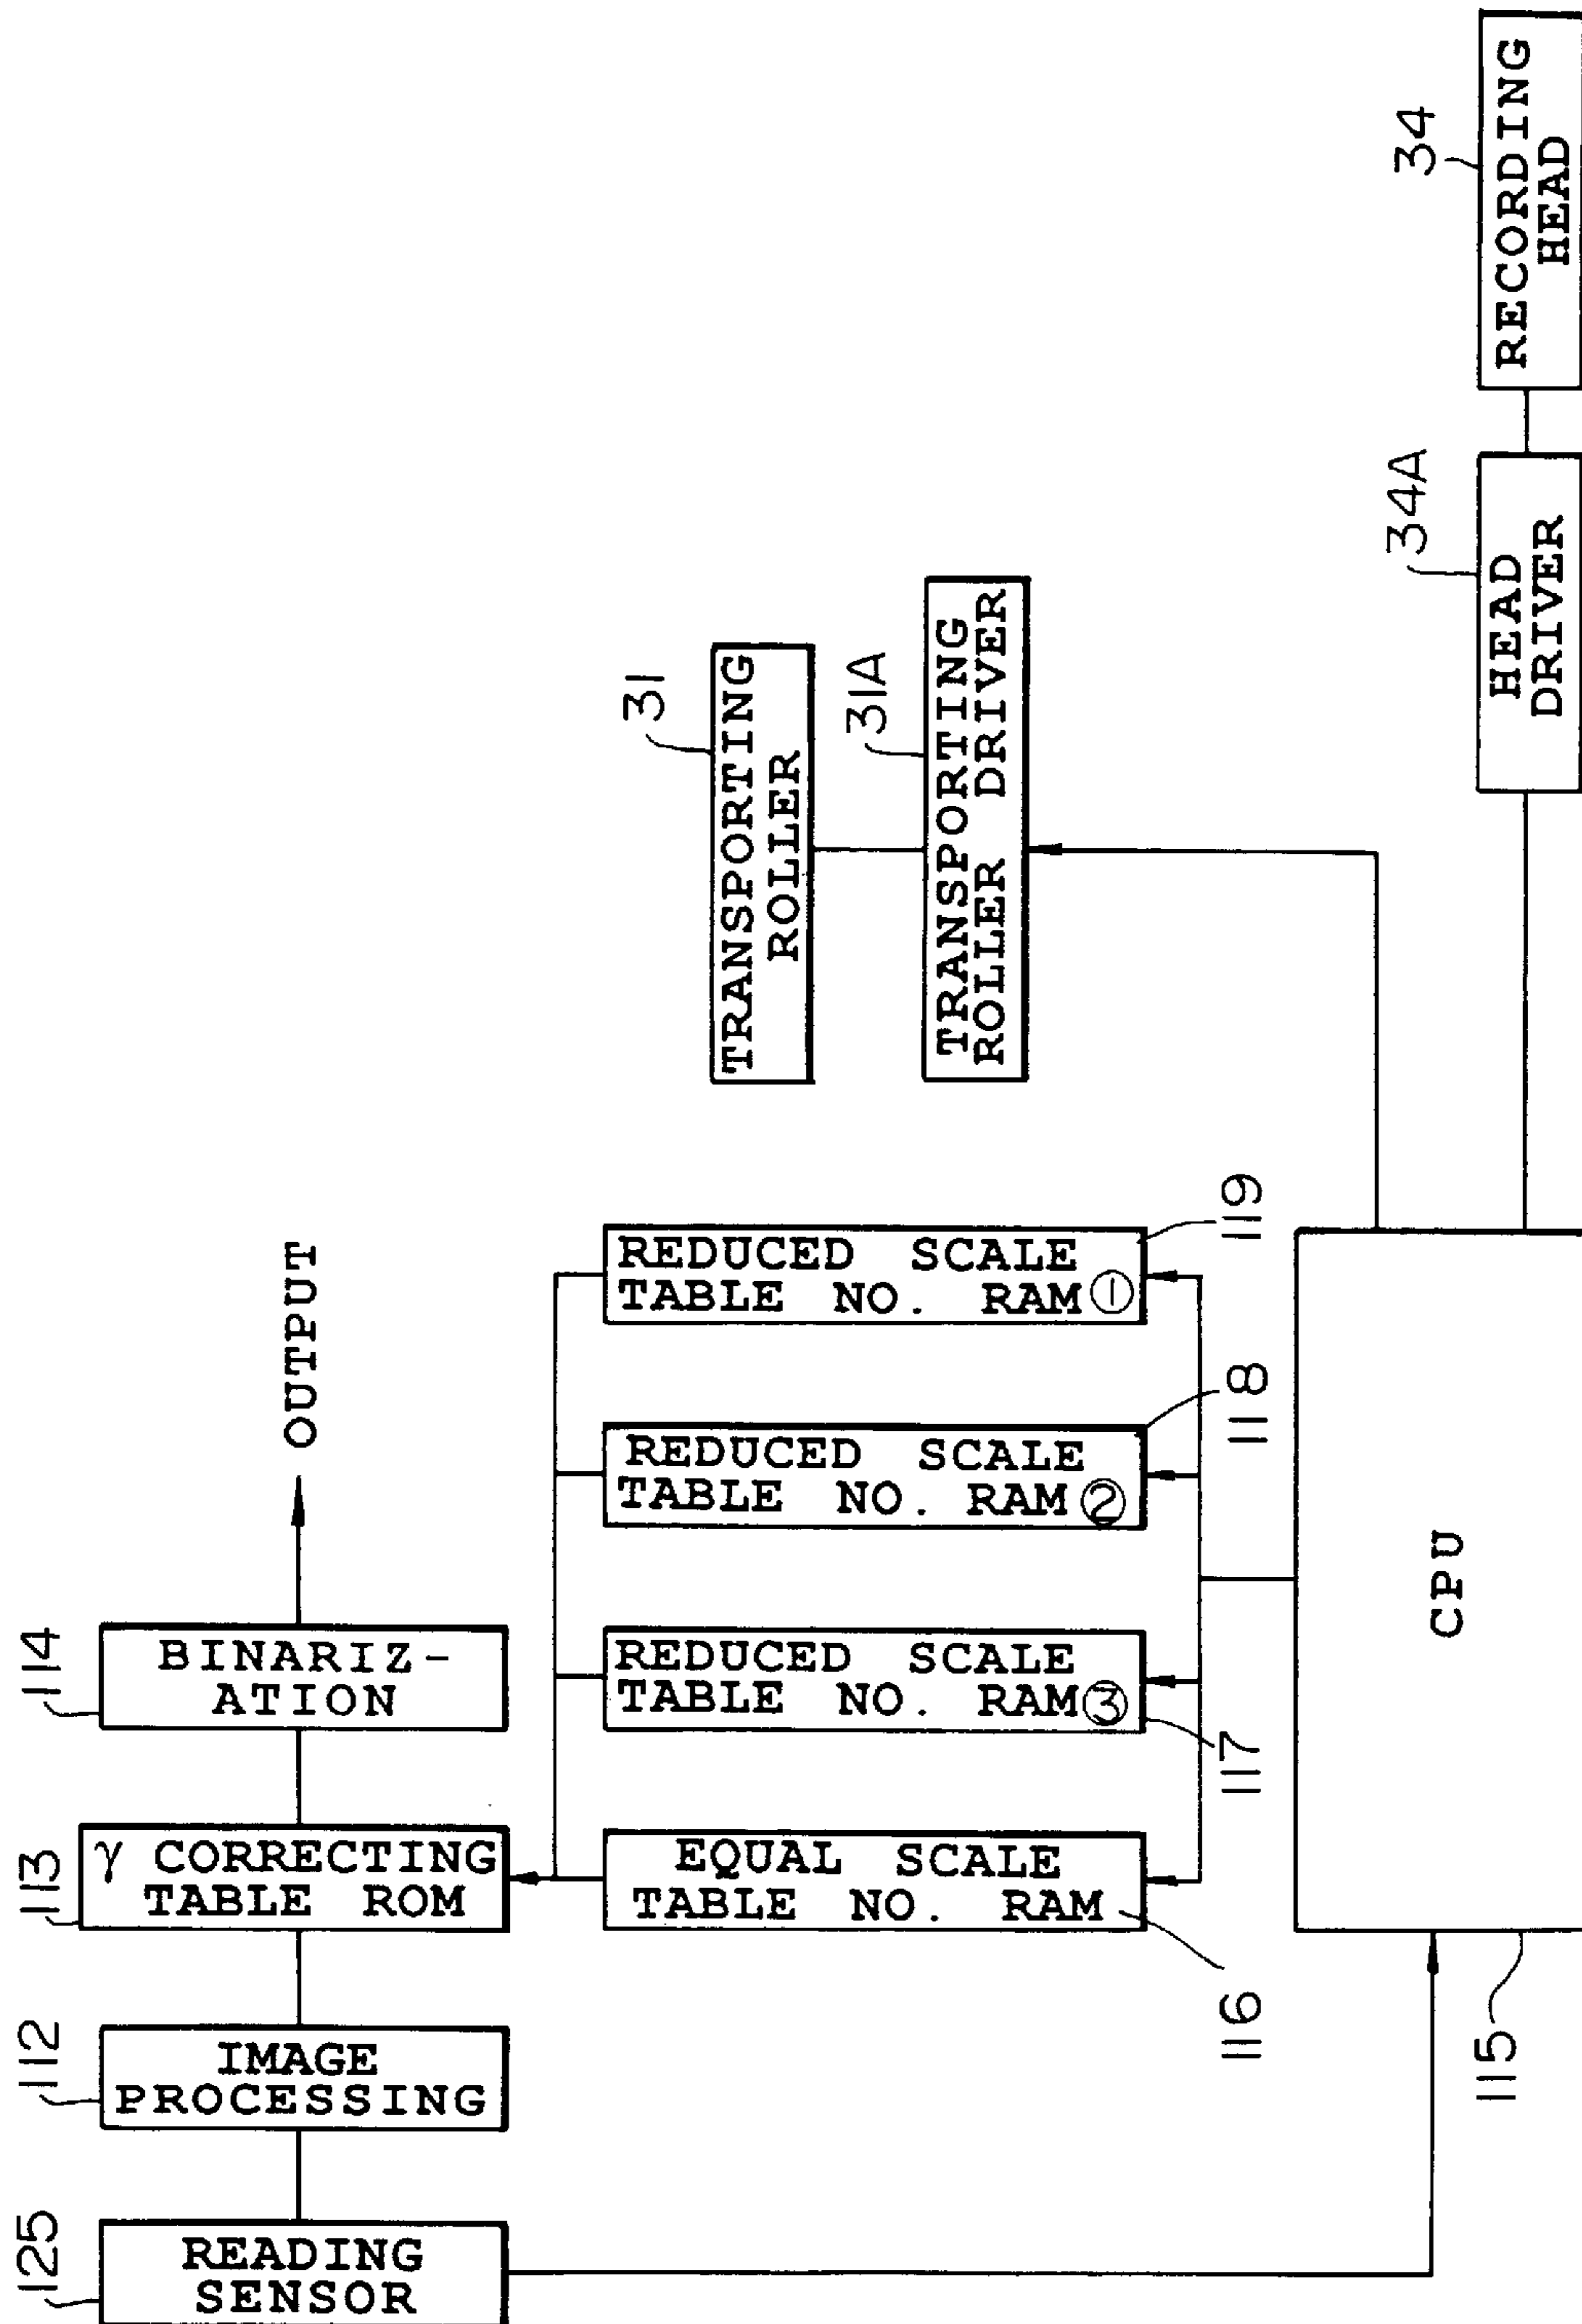 125
READING
SENSOR
112
IMAGE
PROCESSING
113
γ CORRECTING
TABLE ROM
114
BINARIZ-
ATION
OUTPUT
EQUAL SCALE
TABLE NO. RAM
116
REDUCED SCALE
TABLE NO. RAM③
117
REDUCED SCALE
TABLE NO. RAM②
118
REDUCED SCALE
TABLE NO. RAM①
119
CPU
115
31
TRANSPORTING
ROLLER
31A
TRANSPORTING
ROLLER DRIVER
34A
HEAD
DRIVER
34
RECORDING
HEAD